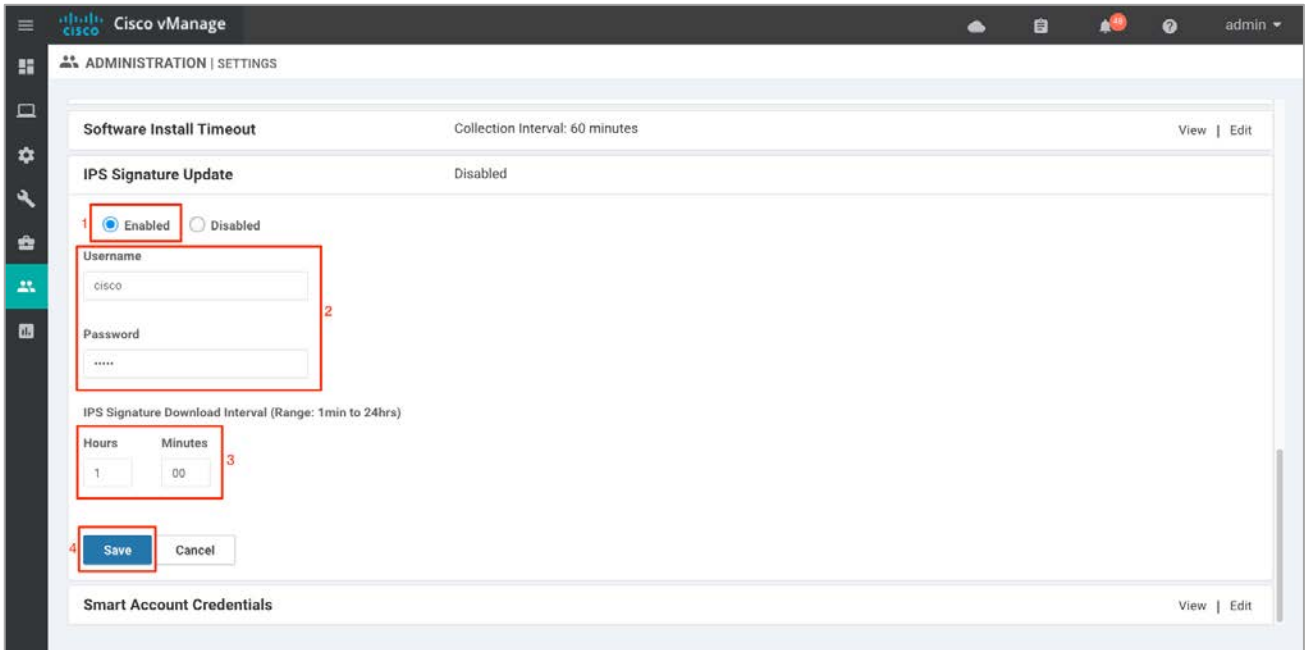 cisco Cisco vManage 48 admin
ADMINISTRATION | SETTINGS
Software Install Timeout Collection Interval: 60 minutes View | Edit
IPS Signature Update Disabled
1 Enabled Disabled
Username
cisco
2
Password
•••••
IPS Signature Download Interval (Range: 1min to 24hrs)
Hours Minutes
3
1 00
4 Save Cancel
Smart Account Credentials View | Edit